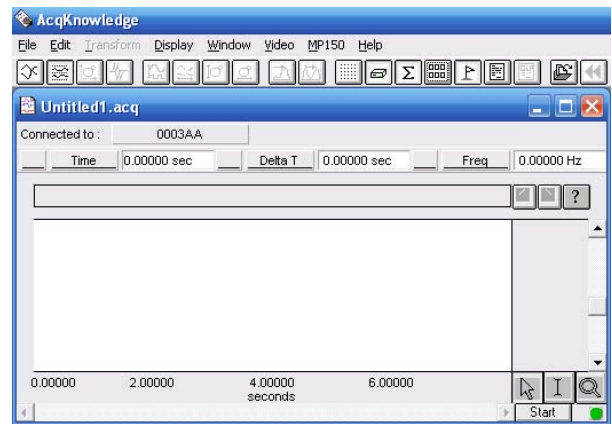 AcqKnowledge
File Edit Transform Display Window Video MP150 Help
Σ
Untitled1.acq
Connected to : 0003AA
Time 0.00000 sec Delta T 0.00000 sec Freq 0.00000 Hz
?
0.00000 2.00000 4.00000 6.00000
seconds
Start